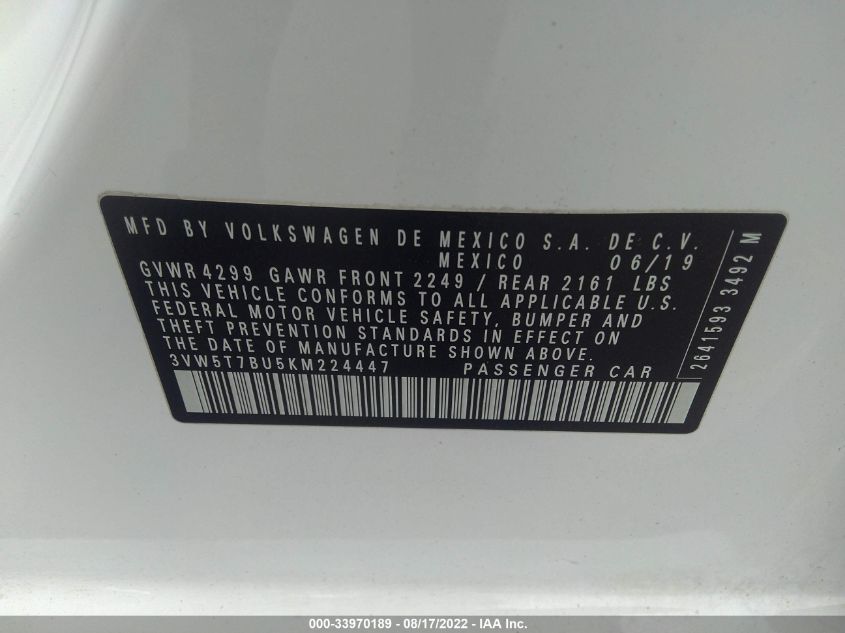 MFD BY VOLKSWAGEN DE MEXICO S.A. DE C.V.
MEXICO 06/19
GVWR 4299 GAWR FRONT 2249 / REAR 2161 LBS
THIS VEHICLE CONFORMS TO ALL APPLICABLE U.S.
FEDERAL MOTOR VEHICLE SAFETY, BUMPER AND
THEFT PREVENTION STANDARDS IN EFFECT ON
THE DATE OF MANUFACTURE SHOWN ABOVE.
3VW5T7BU5KM224447 PASSENGER CAR
2641593 3492 M
000-33970189 - 08/17/2022 - IAA Inc.